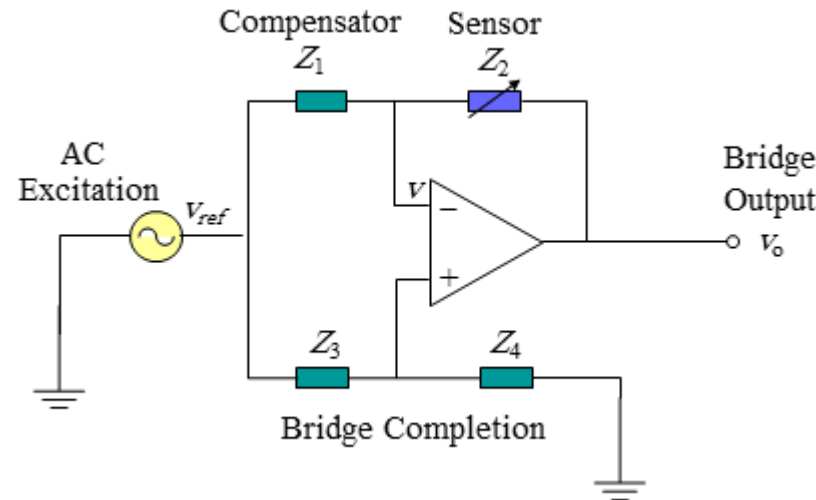 Compensator
Z1
Sensor
Z2
AC
Excitation
vref
v
−
+
Bridge
Output
vo
Z3
Z4
Bridge Completion